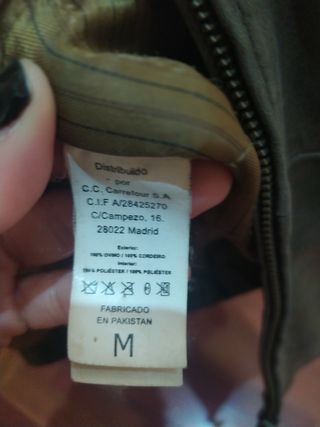 Distribuido
por
C.C. Carrefour S.A.
C.I.F A/28425270
C/Campezo, 16.
28022 Madrid
Exterior:
100% OVINO / 100% CORDEIRO
Interior:
100% POLIÉSTER / 100% POLIÉSTER
FABRICADO
EN PAKISTAN
M